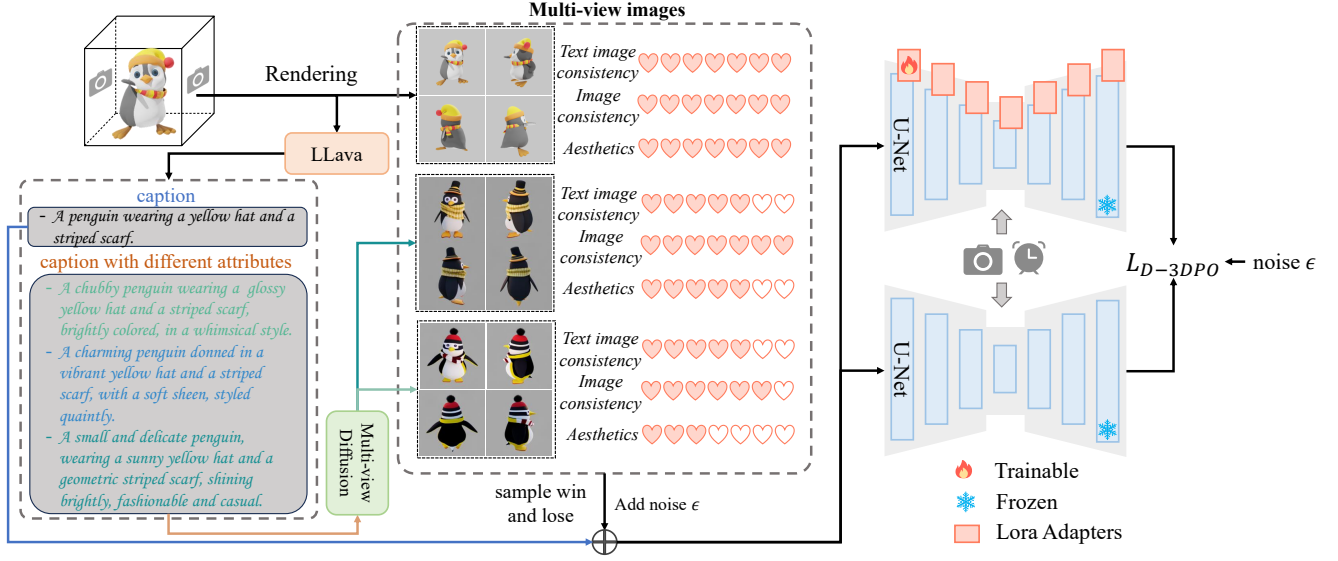 Multi-view images
Rendering
LLava
caption
- A penguin wearing a yellow hat and a
striped scarf.
caption with different attributes
- A chubby penguin wearing a glossy
yellow hat and a striped scarf,
brightly colored, in a whimsical style.
- A charming penguin donned in a
vibrant yellow hat and a striped
scarf, with a soft sheen, styled
quaintly.
- A small and delicate penguin,
wearing a sunny yellow hat and a
geometric striped scarf, shining
brightly, fashionable and casual.
Multi-view
Diffusion
Text image
consistency
Image
consistency
Aesthetics
Text image
consistency
Image
consistency
Aesthetics
Text image
consistency
Image
consistency
Aesthetics
sample win
and lose
Add noise ϵ
U-Net
U-Net
L_{D-3DPO}
noise ϵ
Trainable
Frozen
Lora Adapters